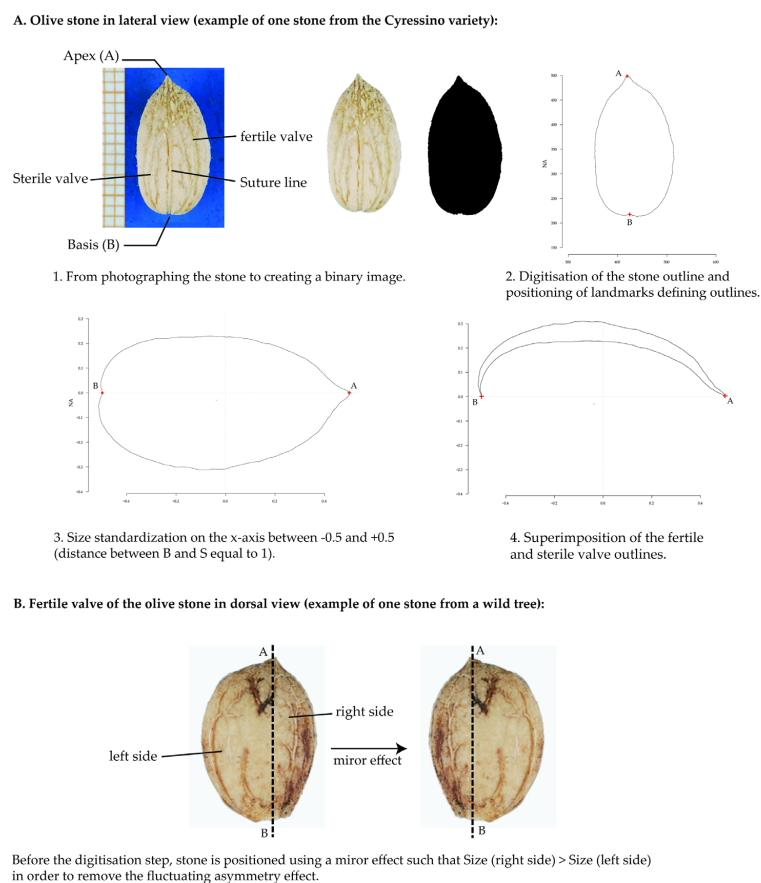 A. Olive stone in lateral view (example of one stone from the Cyressino variety):
Apex (A)
fertile valve
Sterile valve
Suture line
Basis (B)
A
NA
B
1. From photographing the stone to creating a binary image.
2. Digitisation of the stone outline and
positioning of landmarks defining outlines.
B
A
NA
B
A
3. Size standardization on the x-axis between -0.5 and +0.5
(distance between B and S equal to 1).
4. Superimposition of the fertile
and sterile valve outlines.
B. Fertile valve of the olive stone in dorsal view (example of one stone from a wild tree):
A
A
right side
left side
miror effect
B
B
Before the digitisation step, stone is positioned using a miror effect such that Size (right side) > Size (left side)
in order to remove the fluctuating asymmetry effect.